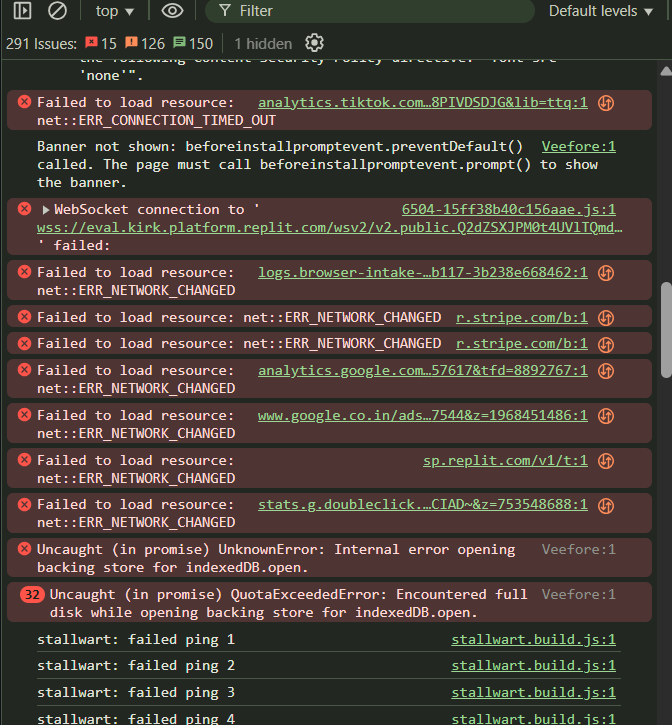 top ▼ Filter Default levels ▼
291 Issues: 15 126 150 1 hidden
the following Content Security Policy directive: "font-src
'none'".
Failed to load resource: analytics.tiktok.com…8PIVDSDJG&lib=ttq:1
net::ERR_CONNECTION_TIMED_OUT
Banner not shown: beforeinstallpromptevent.preventDefault() Veefore:1
called. The page must call beforeinstallpromptevent.prompt() to show
the banner.
▶ WebSocket connection to ' 6504-15ff38b40c156aae.js:1
wss://eval.kirk.platform.replit.com/wsv2/v2.public.Q2dZSXJPM0t4UVlTQmd…
' failed:
Failed to load resource: logs.browser-intake-…b117-3b238e668462:1
net::ERR_NETWORK_CHANGED
Failed to load resource: net::ERR_NETWORK_CHANGED r.stripe.com/b:1
Failed to load resource: net::ERR_NETWORK_CHANGED r.stripe.com/b:1
Failed to load resource: analytics.google.com…57617&tfd=8892767:1
net::ERR_NETWORK_CHANGED
Failed to load resource: www.google.co.in/ads…7544&z=1968451486:1
net::ERR_NETWORK_CHANGED
Failed to load resource: sp.replit.com/v1/t:1
net::ERR_NETWORK_CHANGED
Failed to load resource: stats.g.doubleclick.…CIAD~&z=753548688:1
net::ERR_NETWORK_CHANGED
Uncaught (in promise) UnknownError: Internal error opening Veefore:1
backing store for indexedDB.open.
32 Uncaught (in promise) QuotaExceededError: Encountered full Veefore:1
disk while opening backing store for indexedDB.open.
stallwart: failed ping 1 stallwart.build.js:1
stallwart: failed ping 2 stallwart.build.js:1
stallwart: failed ping 3 stallwart.build.js:1
stallwart: failed ping 4 stallwart.build.js:1